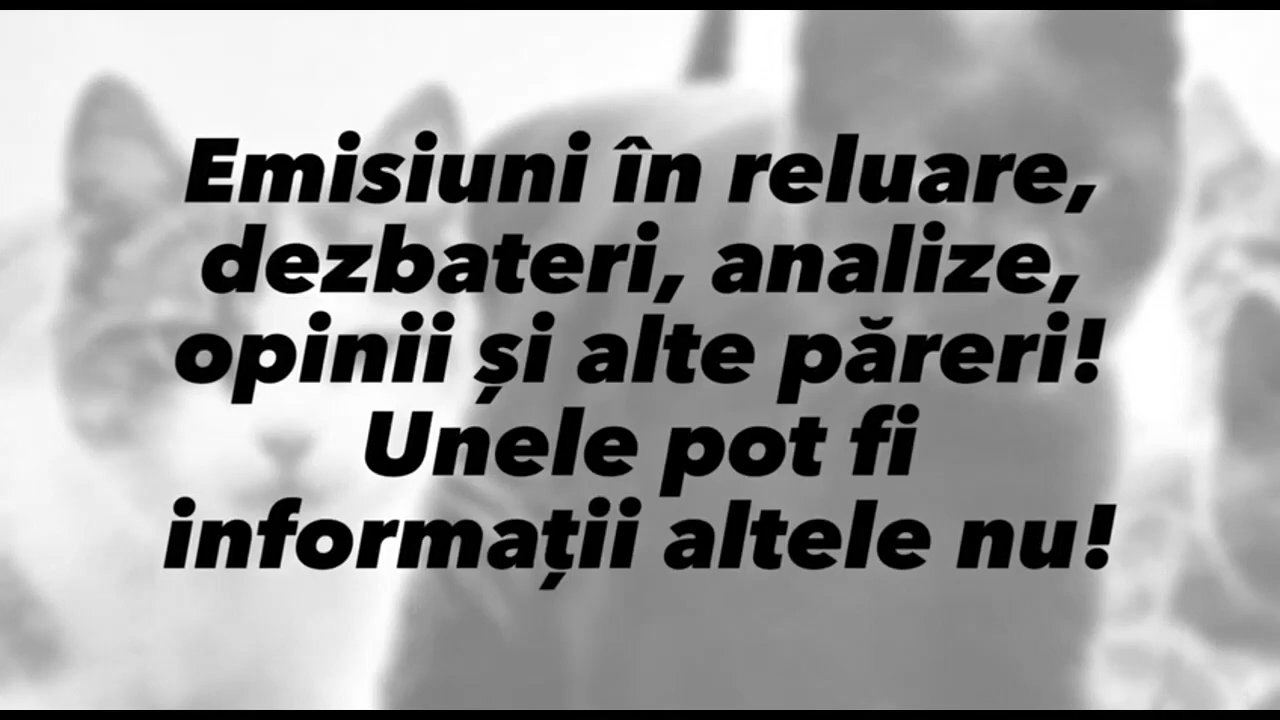 Emisiuni în reluare,
dezbateri, analize,
opinii și alte păreri!
Unele pot fi
informații altele nu!